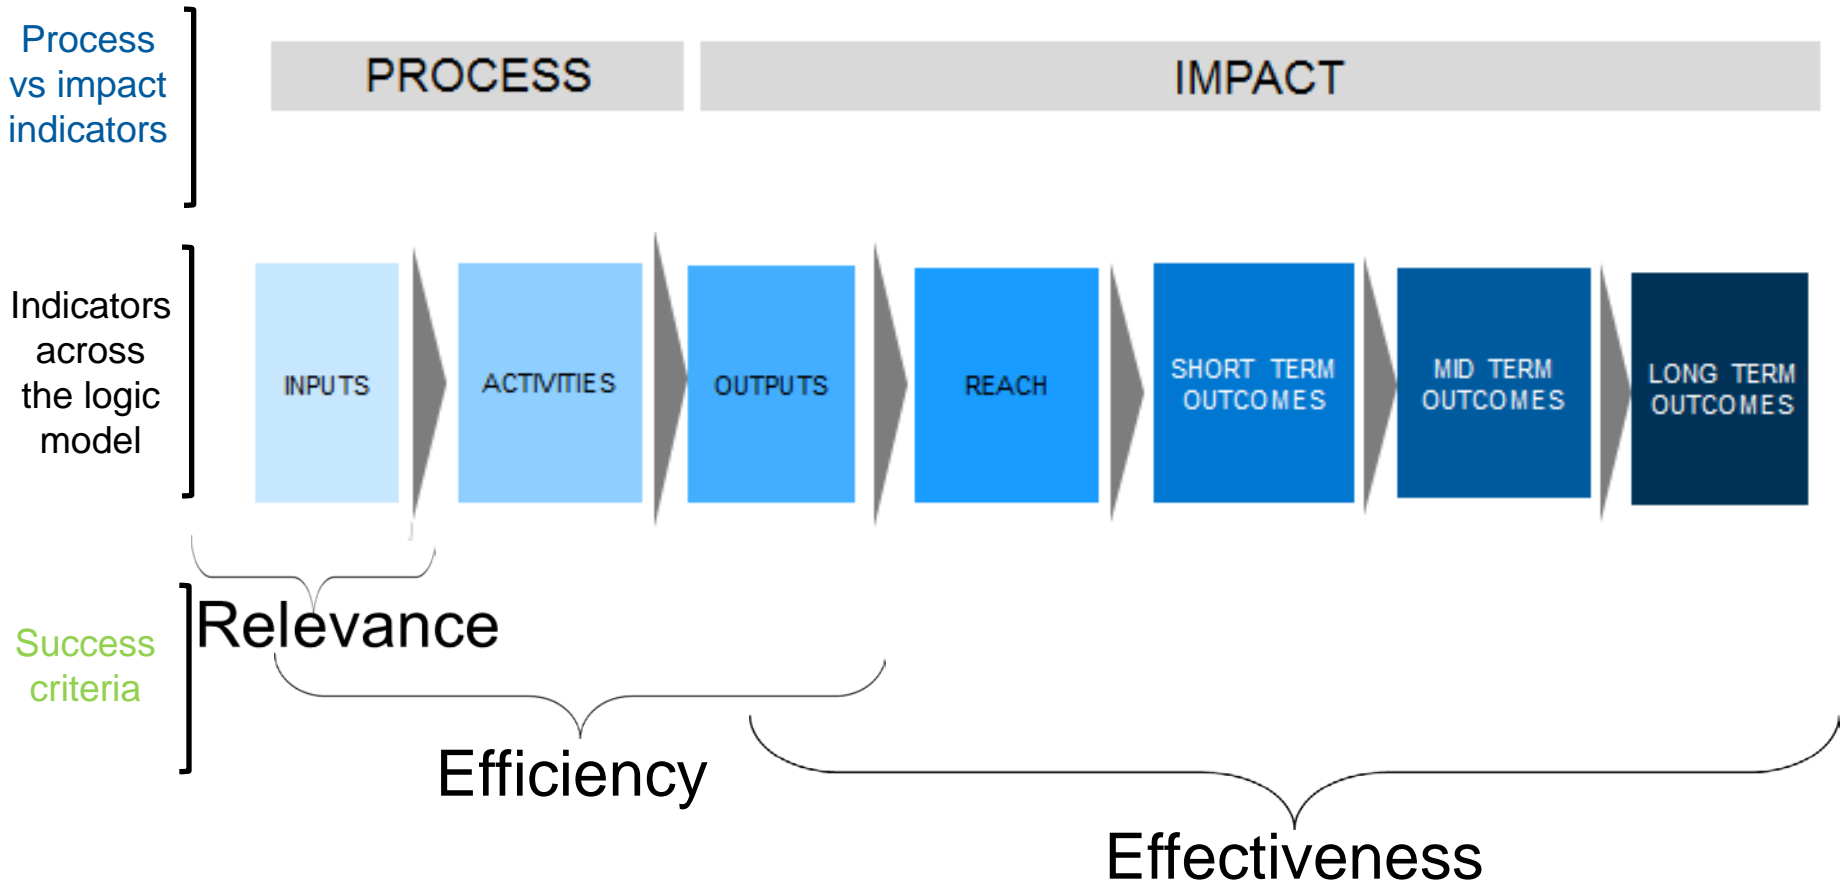 Process
vs impact
indicators
PROCESS
IMPACT
Indicators
across
the logic
model
INPUTS
ACTIVITIES
OUTPUTS
REACH
SHORT TERM
OUTCOMES
MID TERM
OUTCOMES
LONG TERM
OUTCOMES
Success
criteria
Relevance
Efficiency
Effectiveness